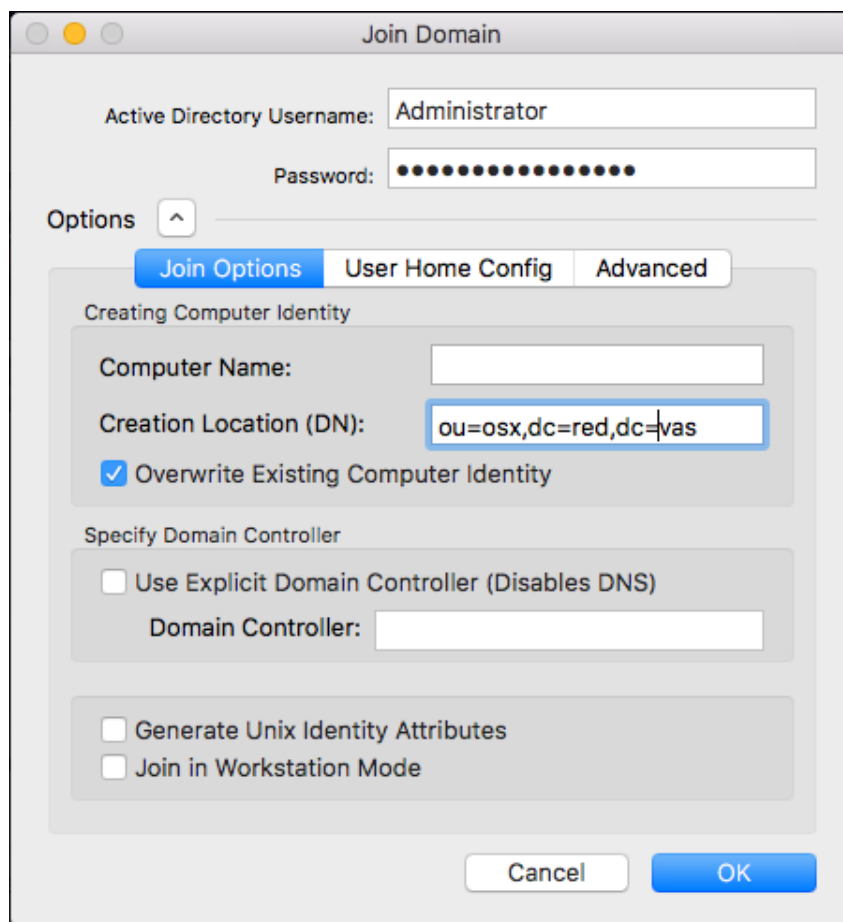 Join Domain
Active Directory Username: Administrator
Password: ••••••••••••••••
Options
Join Options User Home Config Advanced
Creating Computer Identity
Computer Name:
Creation Location (DN): ou=osx,dc=red,dc=vas
Overwrite Existing Computer Identity
Specify Domain Controller
Use Explicit Domain Controller (Disables DNS)
Domain Controller:
Generate Unix Identity Attributes
Join in Workstation Mode
Cancel OK